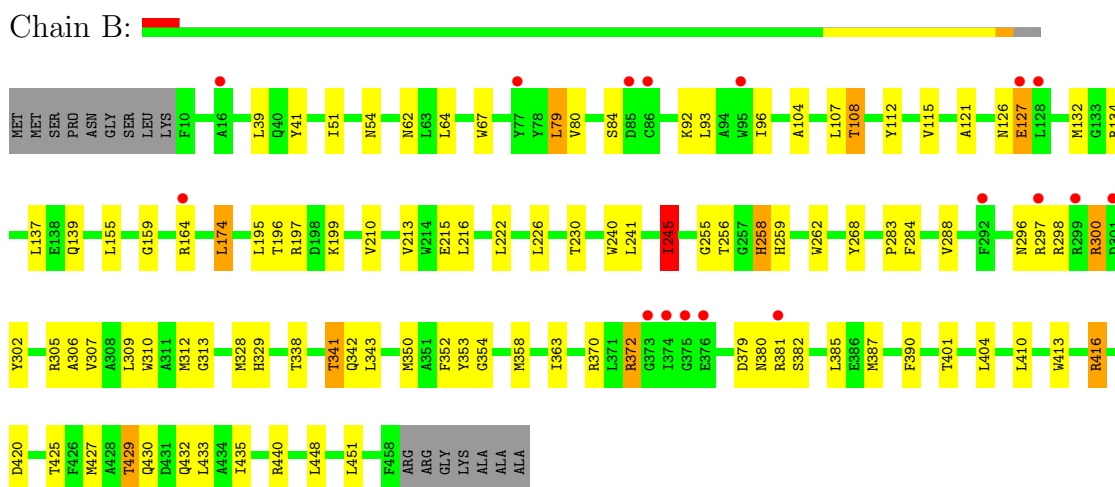 Chain B:
MET MET SER PRO ASN GLY SER LEU LYS F10 A16 L39 Q40 Y41 I51 N54 N62 L63 L64 W67 Y77 Y78 L79 V80 S84 D85 C86 K92 L93 A94 W95 I96 A104 L107 T108 Y112 V115 A121 N126 E127 L128 M132 G133
L137 E138 Q139 L155 G159 R164 L174 L195 T196 R197 D198 K199 V210 V213 W214 E215 L216 L222 L226 T230 W240 L241 I245 G255 T256 G257 H258 H259 W262 Y268 P283 F284 V288 F292 N296 R297 R298 R299 R300
Y302 R305 A306 V307 A308 L309 W310 A311 M312 G313 M328 H329 T338 T341 Q342 L343 M350 A351 F352 Y353 G354 M358 I363 R370 L371 R372 G373 I374 G375 E376 D379 N380 R381 S382 L385 E386 M387 F390 T401 L404 L410 W413 R416
D420 T425 F426 M427 A428 T429 Q430 D431 Q432 L433 A434 I435 R440 L448 L451 F458 ARG ARG GLY LYS ALA ALA ALA